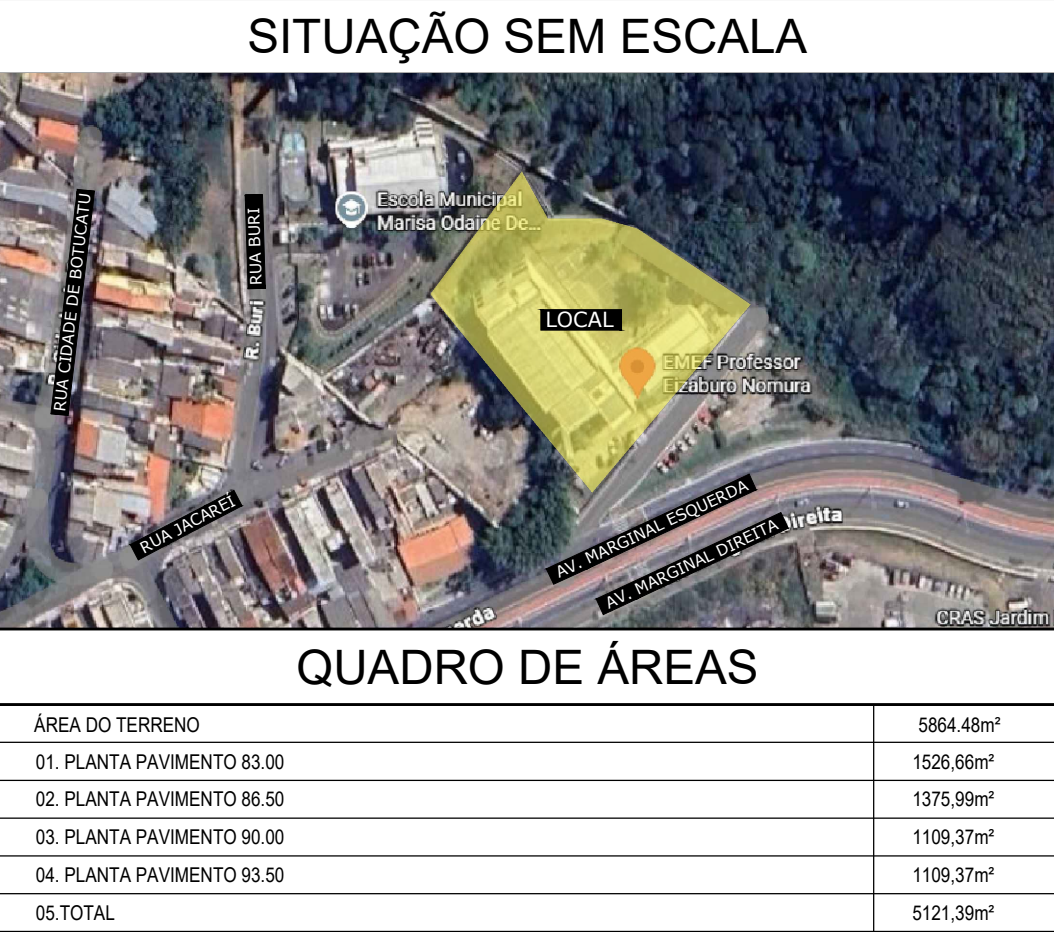 SITUAÇÃO SEM ESCALA
Escola Municipal
Marisa Odaine De...
RUA CIDADE DE BOTUCATU
RUA BURI
R. Buri
LOCAL
EMEF Professor
Eizaburo Nomura
RUA JACAREÍ
AV. MARGINAL ESQUERDA
AV. MARGINAL DIREITA
ireita
erda
CRAS Jardim
QUADRO DE ÁREAS
ÁREA DO TERRENO 5864.48m²
01. PLANTA PAVIMENTO 83.00 1526,66m²
02. PLANTA PAVIMENTO 86.50 1375,99m²
03. PLANTA PAVIMENTO 90.00 1109,37m²
04. PLANTA PAVIMENTO 93.50 1109,37m²
05.TOTAL 5121,39m²